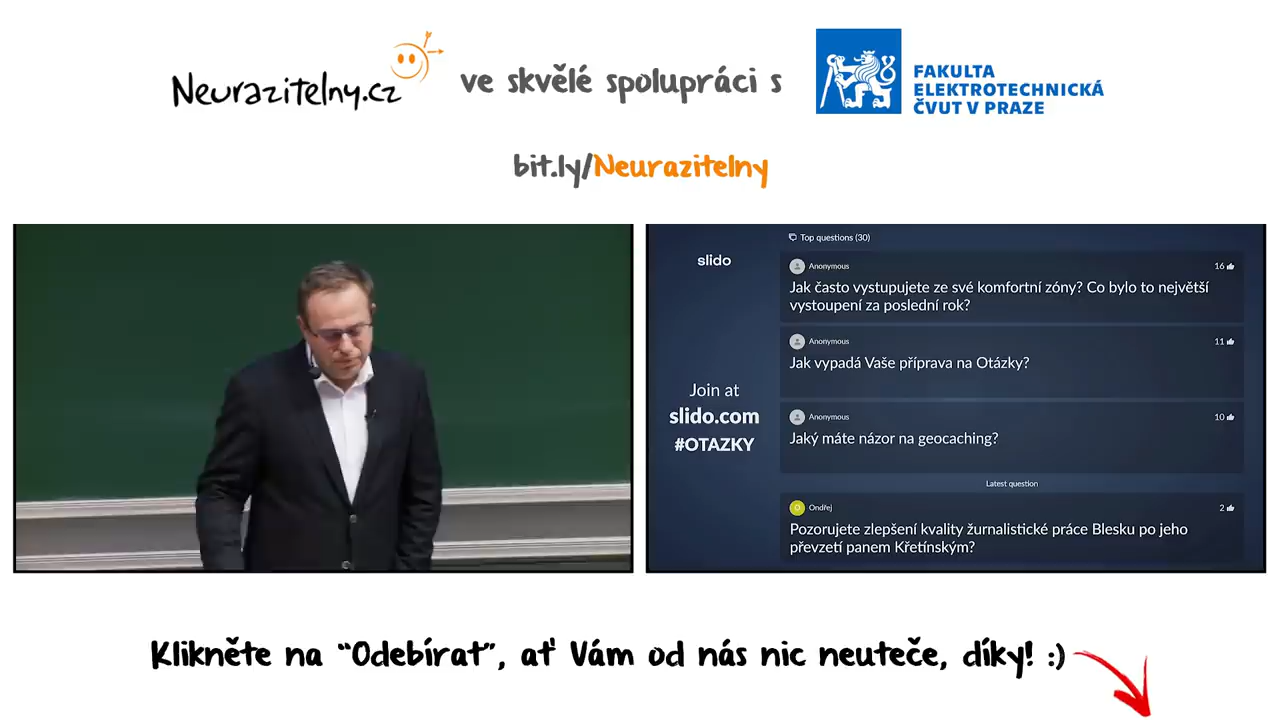 Neurazitelny.cz ve skvělé spolupráci s
FAKULTA
ELEKTROTECHNICKÁ
ČVUT V PRAZE
bit.ly/Neurazitelny
slido
Join at
slido.com
#OTAZKY
Top questions (30)
Anonymous 16
Jak často vystupujete ze své komfortní zóny? Co bylo to největší
vystoupení za poslední rok?
Anonymous 11
Jak vypadá Vaše příprava na Otázky?
Anonymous 10
Jaký máte názor na geocaching?
Latest question
O Ondřej 2
Pozorujete zlepšení kvality žurnalistické práce Blesku po jeho
převzetí panem Křetínským?
Klikněte na “Odebírat”, ať Vám od nás nic neuteče, díky! :)